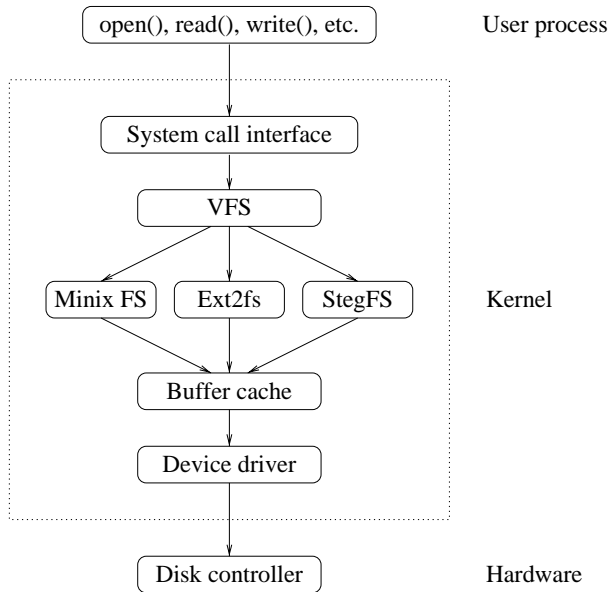 open(), read(), write(), etc. User process
System call interface
VFS
Minix FS Ext2fs StegFS Kernel
Buffer cache
Device driver
Disk controller Hardware